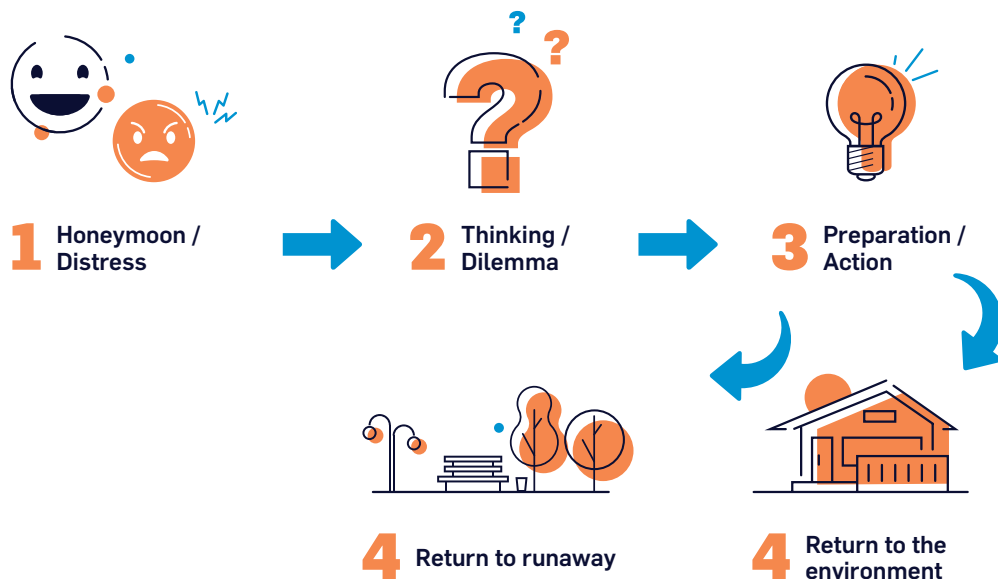 ?
?
?
1 Honeymoon /
Distress
2 Thinking /
Dilemma
3 Preparation /
Action
4 Return to runaway
4 Return to the
environment